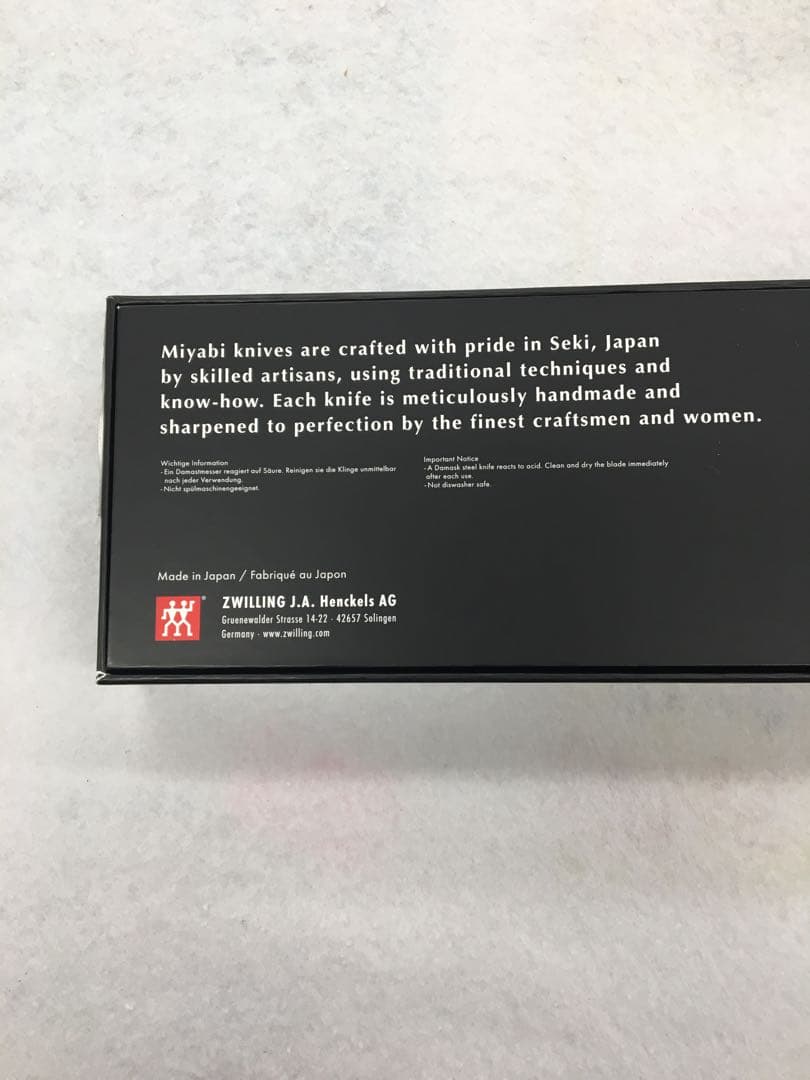 Miyabi knives are crafted with pride in Seki, Japan
by skilled artisans, using traditional techniques and
know-how. Each knife is meticulously handmade and
sharpened to perfection by the finest craftsmen and women.
Wichtige Information
- Ein Damastmesser reagiert auf Säure. Reinigen sie die Klinge unmittelbar
nach jeder Verwendung.
- Nicht spülmaschinengeeignet.
Important Notice
- A Damask steel knife reacts to acid. Clean and dry the blade immediately
after each use.
- Not diswasher safe.
Made in Japan / Fabriqué au Japon
ZWILLING J.A. Henckels AG
Gruenewalder Strasse 14-22 · 42657 Solingen
Germany · www.zwilling.com